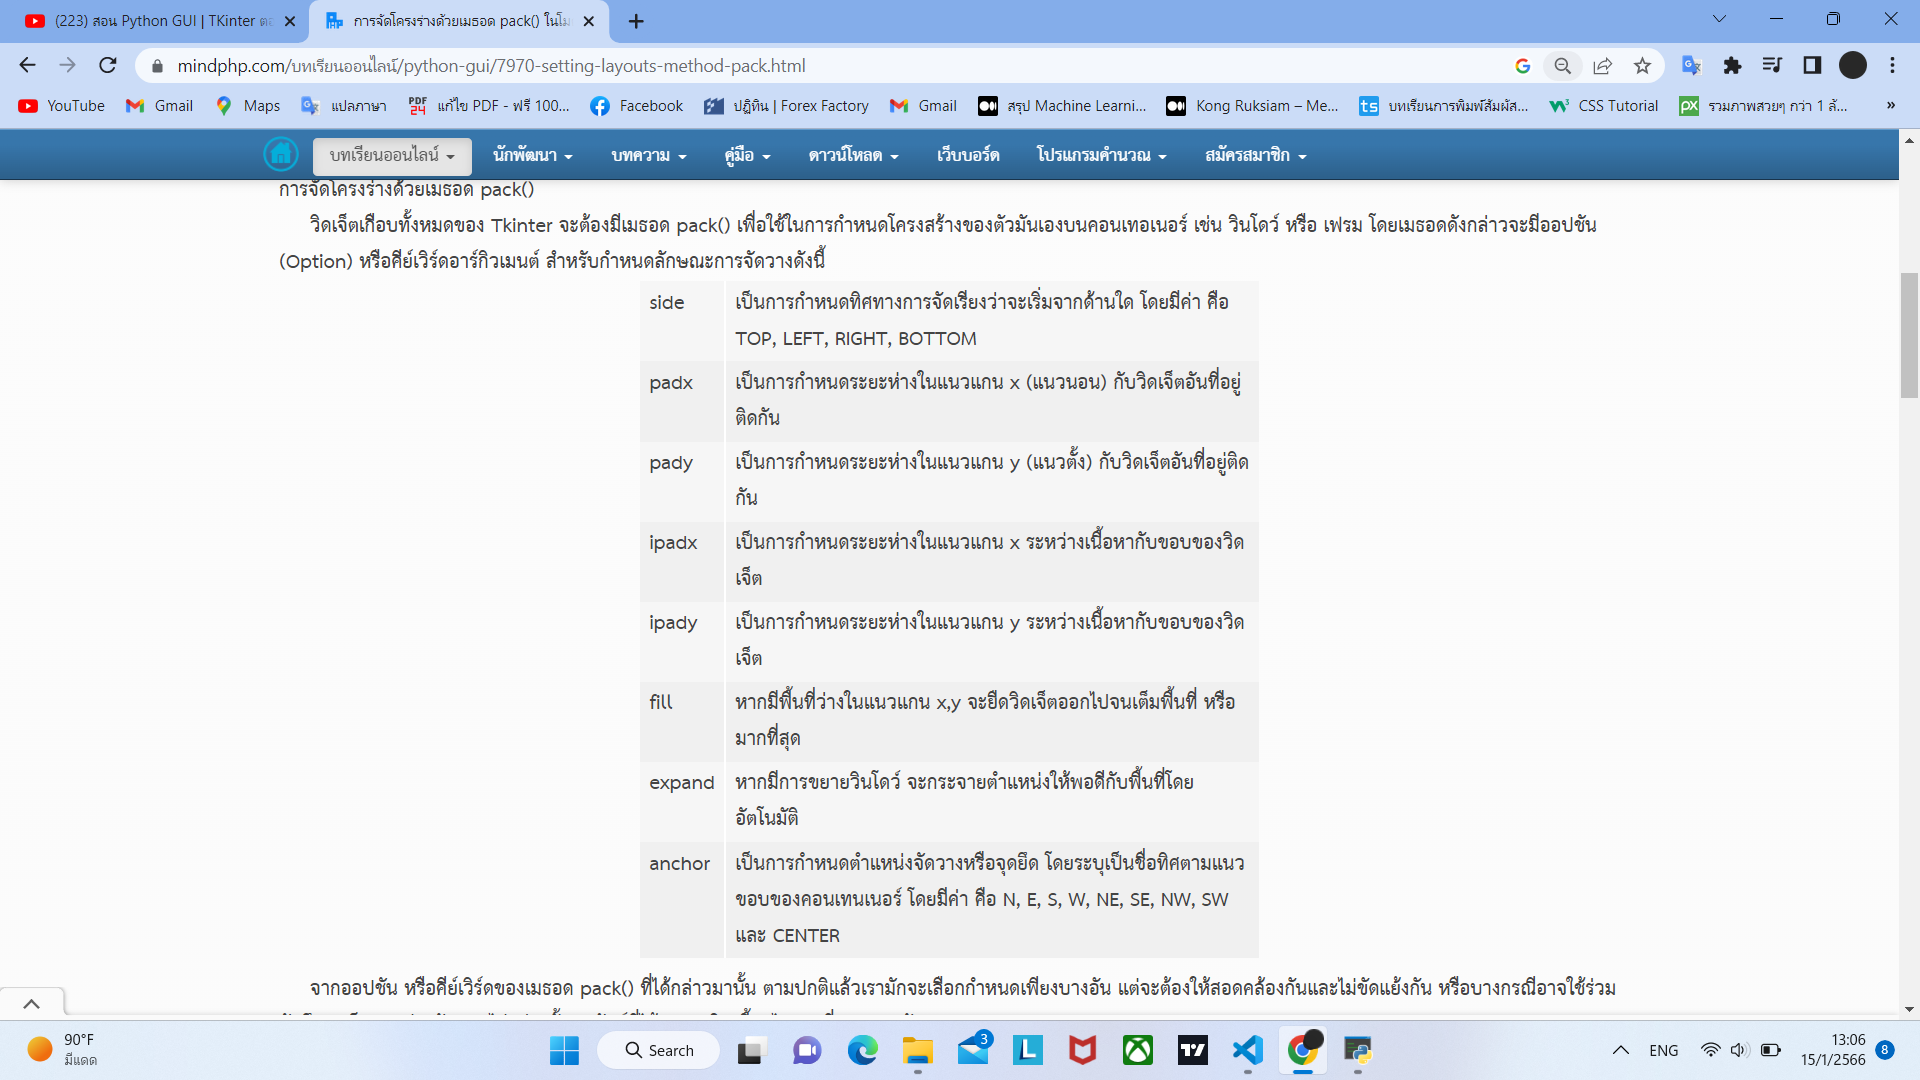 (223) สอน Python GUI | TKinter ตอ
การจัดโครงร่างด้วยเมธอด pack() ในโม
mindphp.com/บทเรียนออนไลน์/python-gui/7970-setting-layouts-method-pack.html
YouTube
Gmail
Maps
แปลภาษา
แก้ไข PDF - ฟรี 100...
Facebook
ปฏิทิน | Forex Factory
Gmail
สรุป Machine Learni...
Kong Ruksiam – Me...
บทเรียนการพิมพ์สัมผัส...
CSS Tutorial
รวมภาพสวยๆ กว่า 1 ล้...
»
บทเรียนออนไลน์
นักพัฒนา
บทความ
คู่มือ
ดาวน์โหลด
เว็บบอร์ด
โปรแกรมคำนวณ
สมัครสมาชิก
การจัดโครงร่างด้วยเมธอด pack()
วิดเจ็ตเกือบทั้งหมดของ Tkinter จะต้องมีเมธอด pack() เพื่อใช้ในการกำหนดโครงสร้างของตัวมันเองบนคอนเทอเนอร์ เช่น วินโดว์ หรือ เฟรม โดยเมธอดดังกล่าวจะมีออปชัน
(Option) หรือคีย์เวิร์ดอาร์กิวเมนต์ สำหรับกำหนดลักษณะการจัดวางดังนี้
side
เป็นการกำหนดทิศทางการจัดเรียงว่าจะเริ่มจากด้านใด โดยมีค่า คือ
TOP, LEFT, RIGHT, BOTTOM
padx
เป็นการกำหนดระยะห่างในแนวแกน x (แนวนอน) กับวิดเจ็ตอันที่อยู่
ติดกัน
pady
เป็นการกำหนดระยะห่างในแนวแกน y (แนวตั้ง) กับวิดเจ็ตอันที่อยู่ติด
กัน
ipadx
เป็นการกำหนดระยะห่างในแนวแกน x ระหว่างเนื้อหากับขอบของวิด
เจ็ต
ipady
เป็นการกำหนดระยะห่างในแนวแกน y ระหว่างเนื้อหากับขอบของวิด
เจ็ต
fill
หากมีพื้นที่ว่างในแนวแกน x,y จะยืดวิดเจ็ตออกไปจนเต็มพื้นที่ หรือ
มากที่สุด
expand
หากมีการขยายวินโดว์ จะกระจายตำแหน่งให้พอดีกับพื้นที่โดย
อัตโนมัติ
anchor
เป็นการกำหนดตำแหน่งจัดวางหรือจุดยึด โดยระบุเป็นชื่อทิศตามแนว
ขอบของคอนเทนเนอร์ โดยมีค่า คือ N, E, S, W, NE, SE, NW, SW
และ CENTER
จากออปชัน หรือคีย์เวิร์ดของเมธอด pack() ที่ได้กล่าวมานั้น ตามปกติแล้วเรามักจะเลือกกำหนดเพียงบางอัน แต่จะต้องให้สอดคล้องกันและไม่ขัดแย้งกัน หรือบางกรณีอาจใช้ร่วม
90°F
มีแดด
Search
3
ENG
13:06
15/1/2566
8